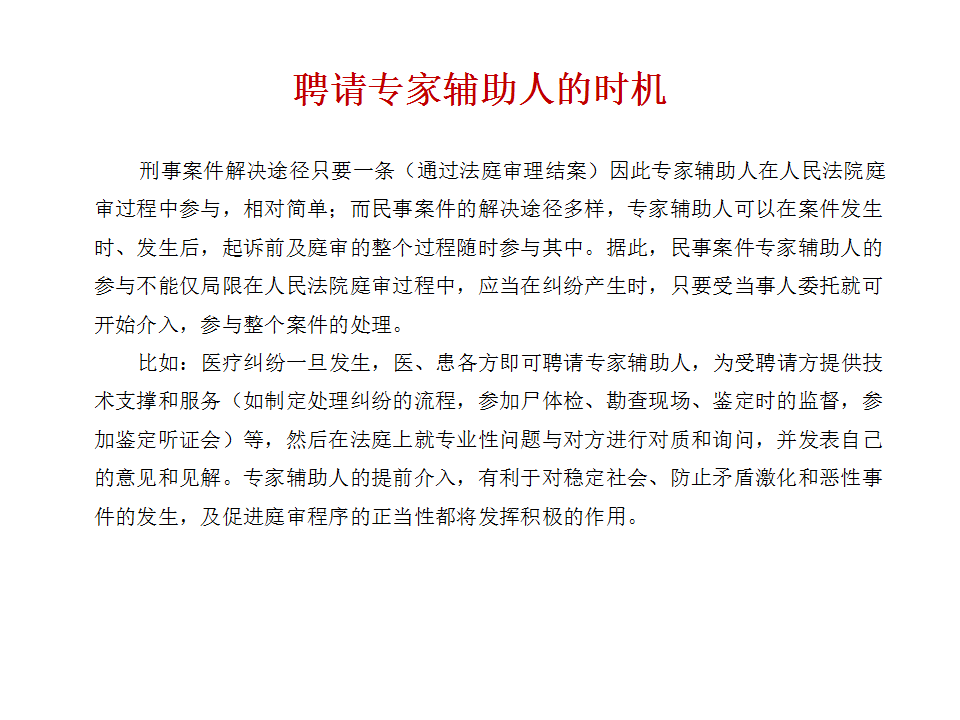 聘请专家辅助人的时机
刑事案件解决途径只要一条（通过法庭审理结案）因此专家辅助人在人民法院庭
审过程中参与，相对简单；而民事案件的解决途径多样，专家辅助人可以在案件发生
时、发生后，起诉前及庭审的整个过程随时参与其中。据此，民事案件专家辅助人的
参与不能仅局限在人民法院庭审过程中，应当在纠纷产生时，只要受当事人委托就可
开始介入，参与整个案件的处理。
比如：医疗纠纷一旦发生，医、患各方即可聘请专家辅助人，为受聘请方提供技
术支撑和服务（如制定处理纠纷的流程，参加尸体检、勘查现场、鉴定时的监督，参
加鉴定听证会）等，然后在法庭上就专业性问题与对方进行对质和询问，并发表自己
的意见和见解。专家辅助人的提前介入，有利于对稳定社会、防止矛盾激化和恶性事
件的发生，及促进庭审程序的正当性都将发挥积极的作用。